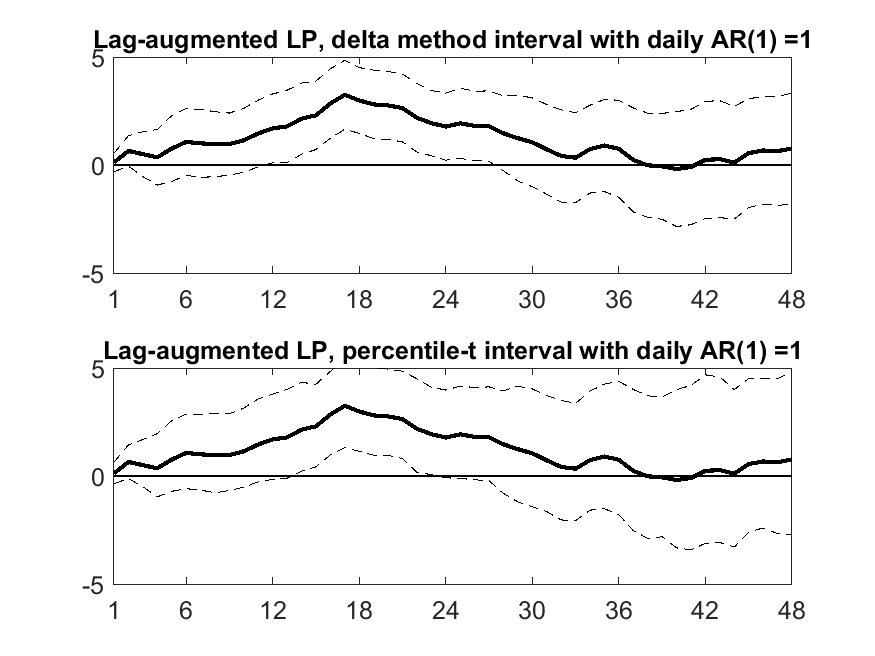 Lag-augmented LP, delta method interval with daily AR(1) =1
5
0
-5
1 6 12 18 24 30 36 42 48
Lag-augmented LP, percentile-t interval with daily AR(1) =1
5
0
-5
1 6 12 18 24 30 36 42 48